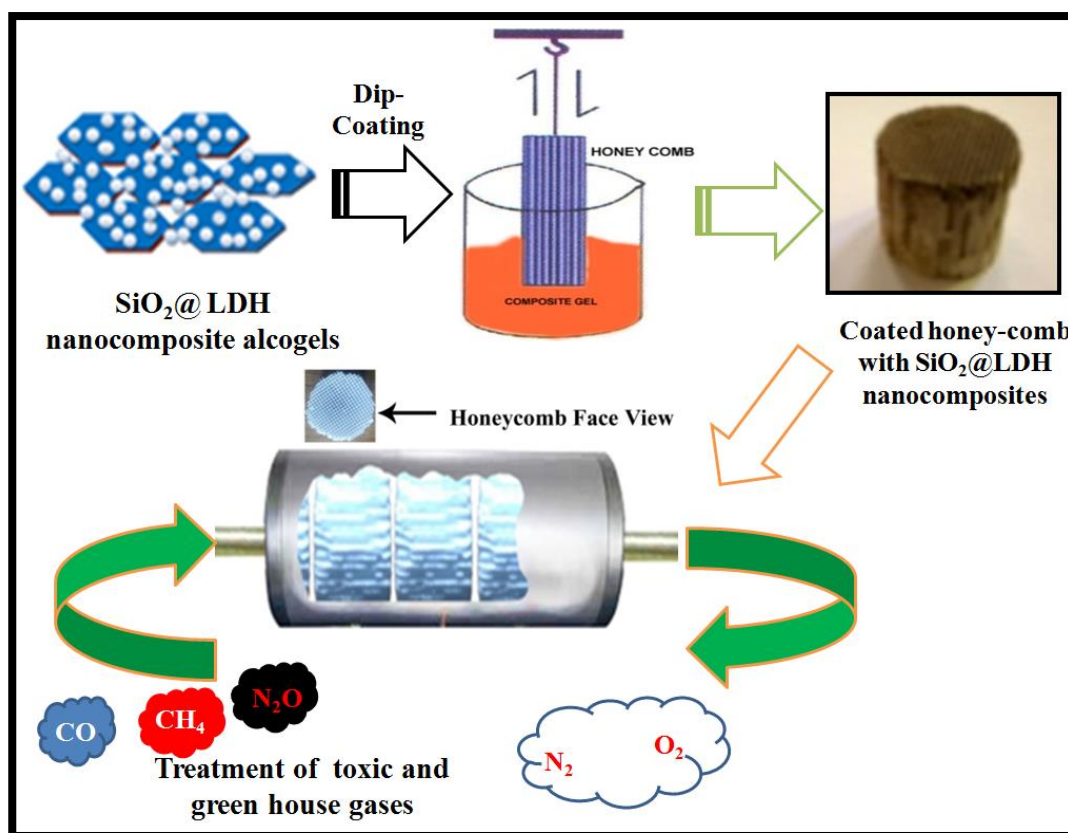 Dip-
Coating
HONEY COMB
COMPOSITE GEL
SiO₂@ LDH
nanocomposite alcogels
Coated honey-comb
with SiO₂@LDH
nanocomposites
Honeycomb Face View
CO
CH₄
N₂O
N₂
O₂
Treatment of toxic and
green house gases